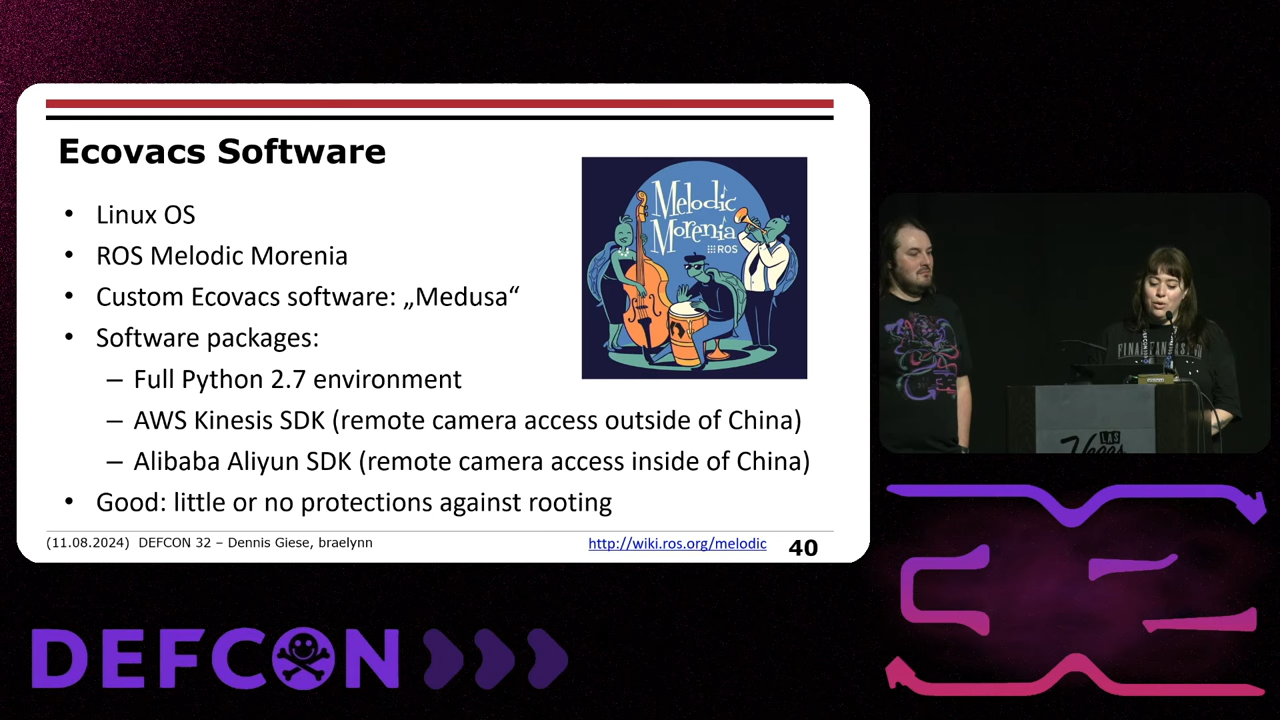 Ecovacs Software
• Linux OS
• ROS Melodic Morenia
• Custom Ecovacs software: „Medusa“
• Software packages:
– Full Python 2.7 environment
– AWS Kinesis SDK (remote camera access outside of China)
– Alibaba Aliyun SDK (remote camera access inside of China)
• Good: little or no protections against rooting
Melodic
Morenia
ROS
(11.08.2024) DEFCON 32 – Dennis Giese, braelynn
http://wiki.ros.org/melodic
40
LAS
Vegas
DEFCON